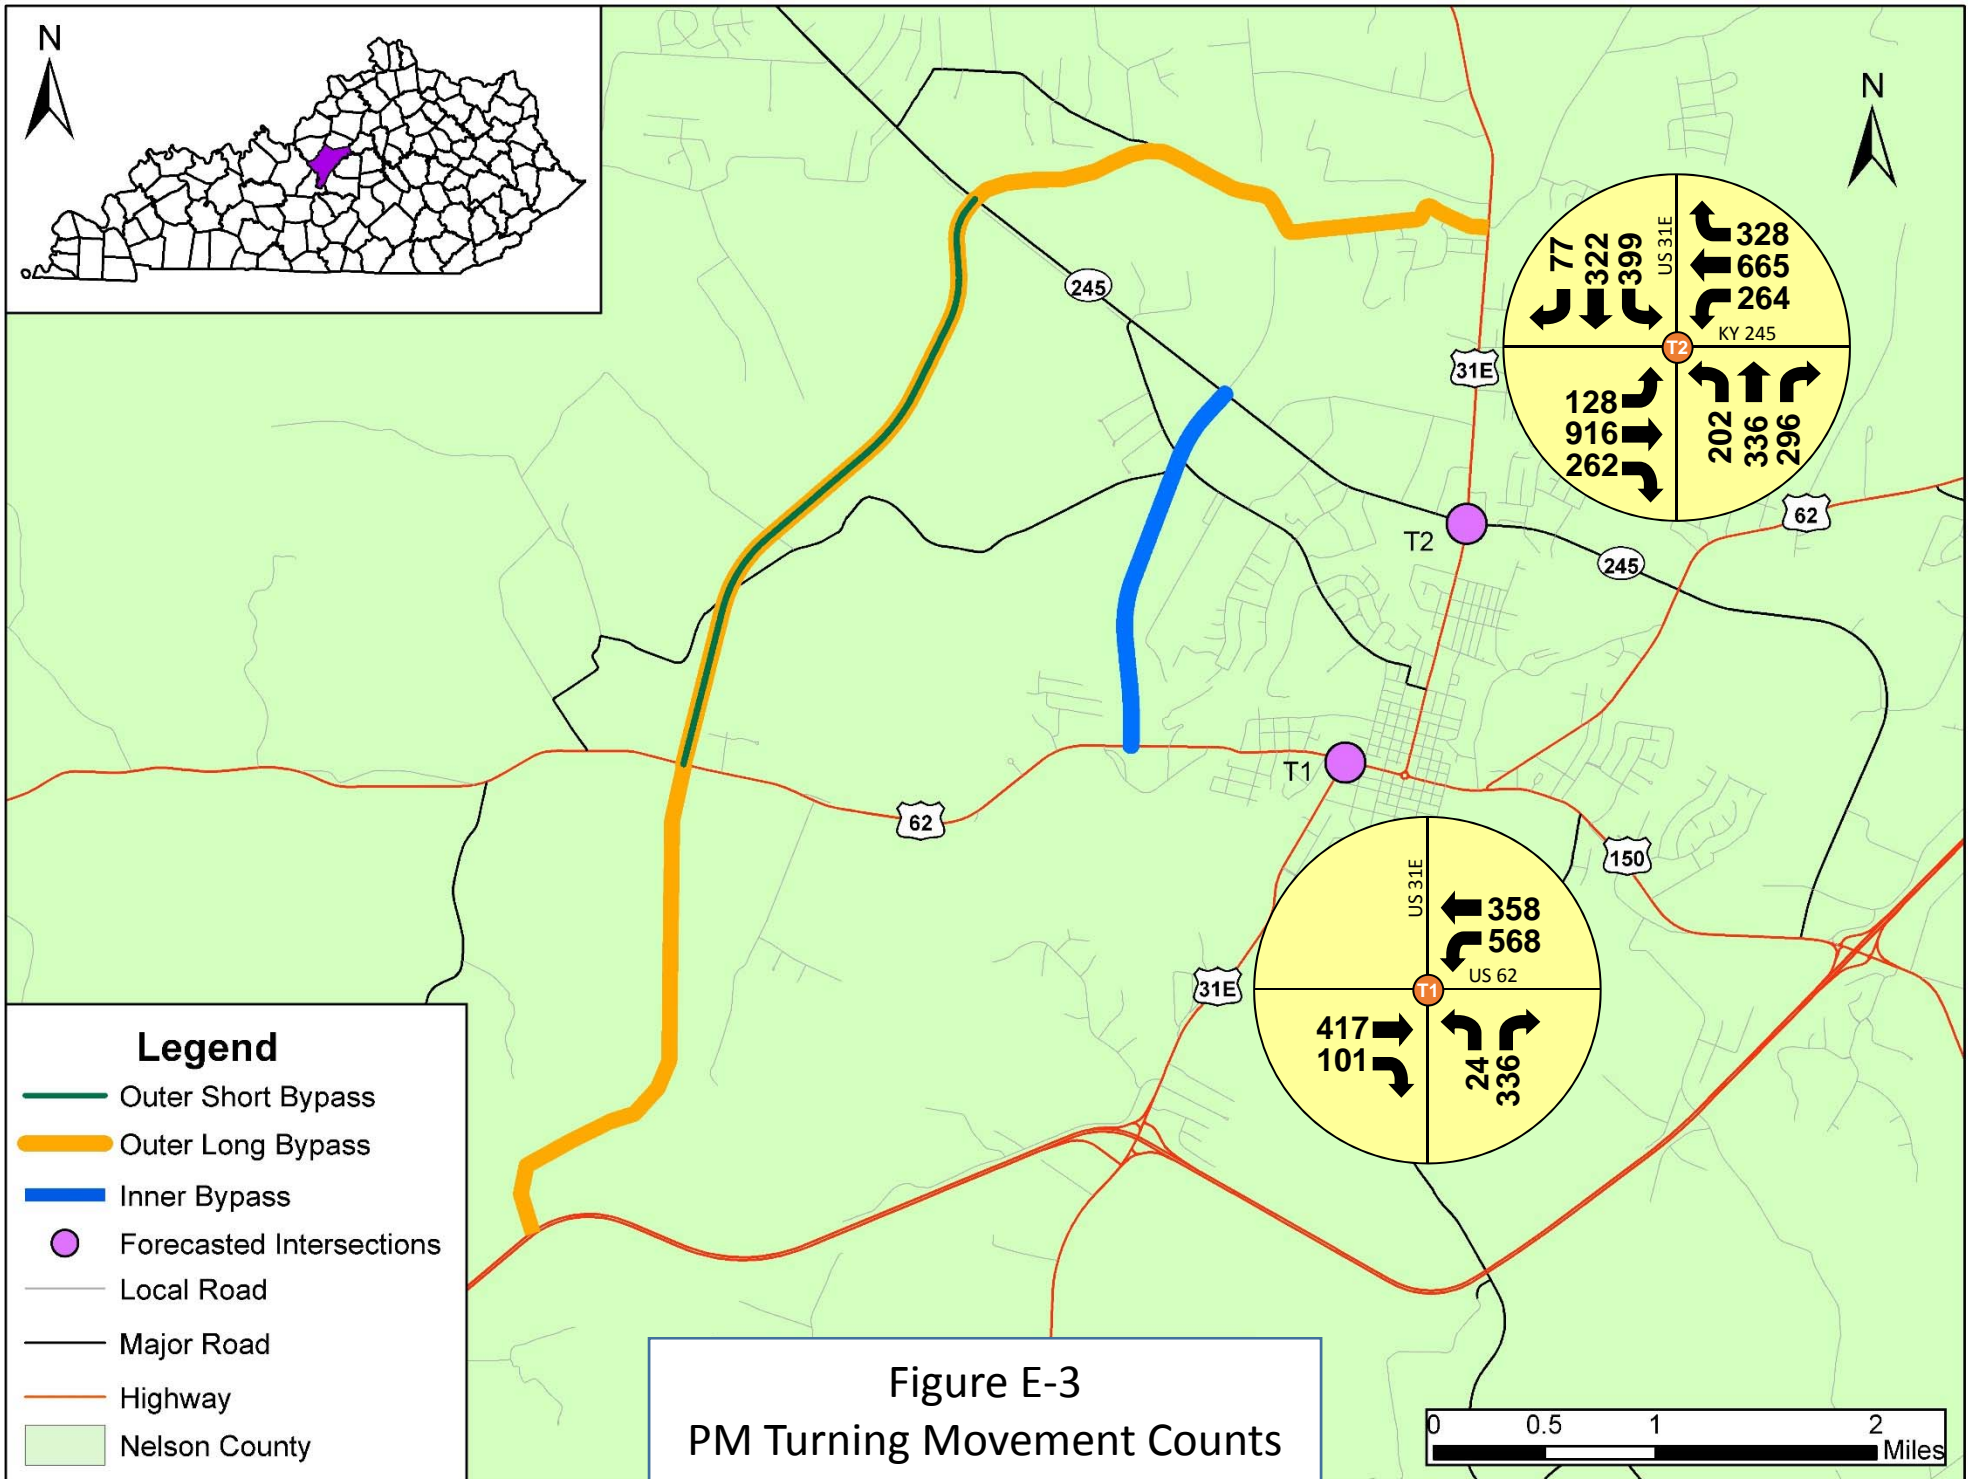 N
N
245
31E
US 31E
77
322
399
328
665
264
KY 245
T2
128
916
262
202
336
296
62
T2
245
T1
62
150
31E
US 31E
358
568
US 62
T1
417
101
24
336
Legend
Outer Short Bypass
Outer Long Bypass
Inner Bypass
Forecasted Intersections
Local Road
Major Road
Highway
Nelson County
Figure E-3
PM Turning Movement Counts
0 0.5 1 2
Miles